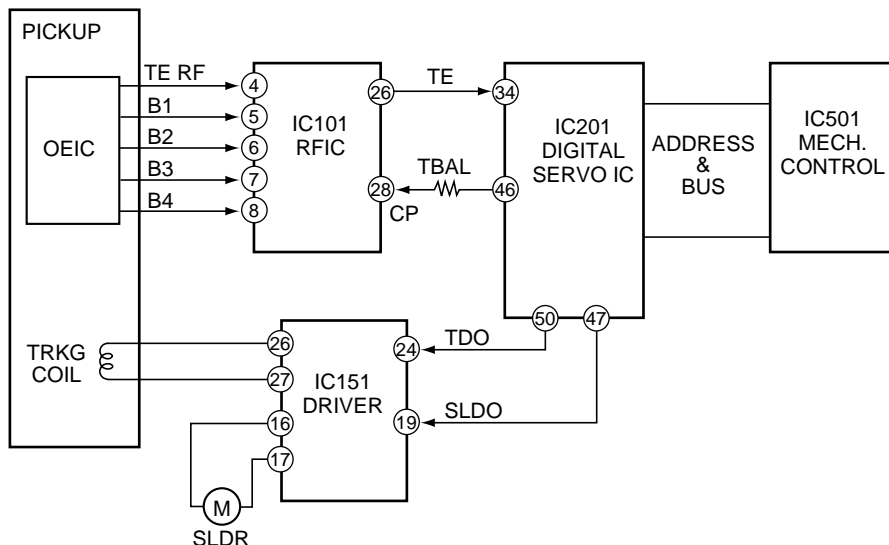 PICKUP
OEIC
TE RF
B1
B2
B3
B4
4
5
6
7
8
IC101
RFIC
26
28
CP
TE
TBAL
34
46
IC201
DIGITAL
SERVO IC
50
47
ADDRESS
&
BUS
IC501
MECH.
CONTROL
TRKG
COIL
26
27
16
17
IC151
DRIVER
24
19
TDO
SLDO
M
SLDR